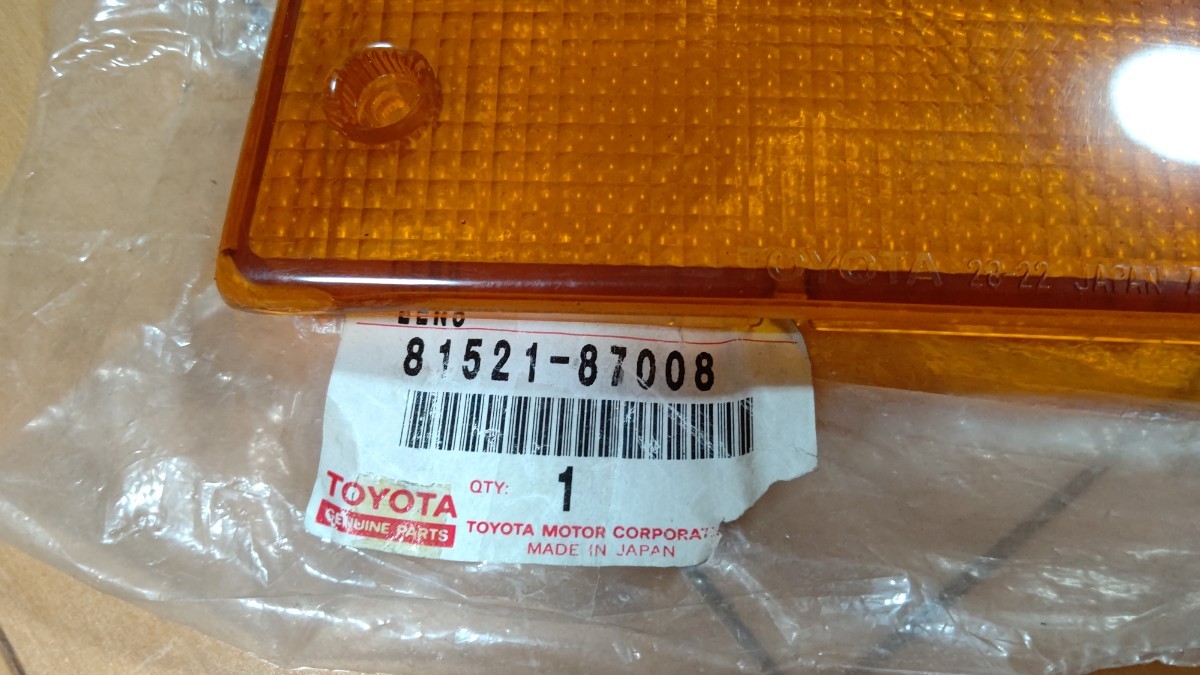 TOYOTA 28-22 JAPAN A
LENS
81521-87008
QTY: 1
TOYOTA
GENUINE PARTS
TOYOTA MOTOR CORPORAT
MADE IN JAPAN